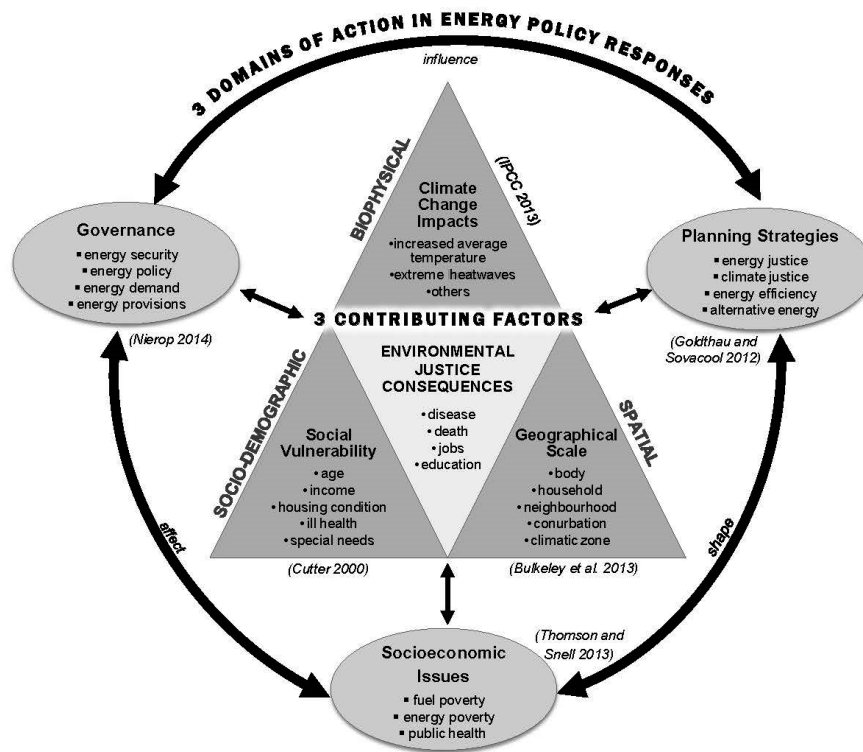 3 DOMAINS OF ACTION IN ENERGY POLICY RESPONSES
influence
BIOPHYSICAL
(IPCC 2013)
Climate
Change
Impacts
•increased average
temperature
•extreme heatwaves
•others
Governance
▪ energy security
▪ energy policy
▪ energy demand
▪ energy provisions
(Nierop 2014)
Planning Strategies
▪ energy justice
▪ climate justice
▪ energy efficiency
▪ alternative energy
(Goldthau and
Sovacool 2012)
3 CONTRIBUTING FACTORS
ENVIRONMENTAL
JUSTICE
CONSEQUENCES
• disease
• death
• jobs
• education
SOCIO-DEMOGRAPHIC
Social
Vulnerability
• age
• income
• housing condition
• ill health
• special needs
(Cutter 2000)
SPATIAL
Geographical
Scale
• body
• household
• neighbourhood
• conurbation
• climatic zone
(Bulkeley et al. 2013)
affect
shape
(Thomson and
Snell 2013)
Socioeconomic
Issues
▪ fuel poverty
▪ energy poverty
▪ public health